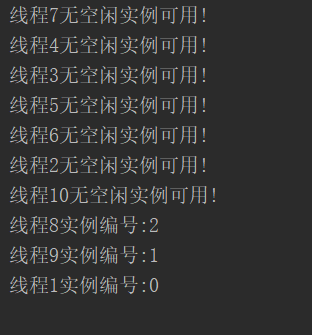 线程7无空闲实例可用!
线程4无空闲实例可用!
线程3无空闲实例可用!
线程5无空闲实例可用!
线程6无空闲实例可用!
线程2无空闲实例可用!
线程10无空闲实例可用!
线程8实例编号:2
线程9实例编号:1
线程1实例编号:0